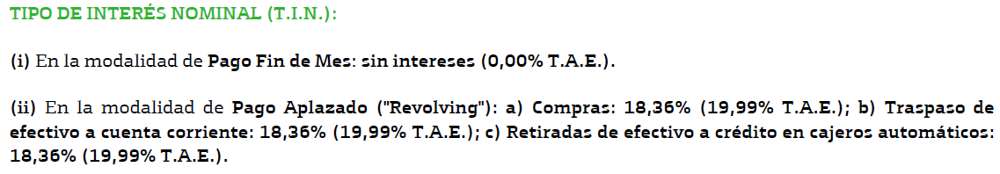 TIPO DE INTERÉS NOMINAL (T.I.N.):
(i) En la modalidad de Pago Fin de Mes: sin intereses (0,00% T.A.E.).
(ii) En la modalidad de Pago Aplazado ("Revolving"): a) Compras: 18,36% (19,99% T.A.E.); b) Traspaso de
efectivo a cuenta corriente: 18,36% (19,99% T.A.E.); c) Retiradas de efectivo a crédito en cajeros automáticos:
18,36% (19,99% T.A.E.).